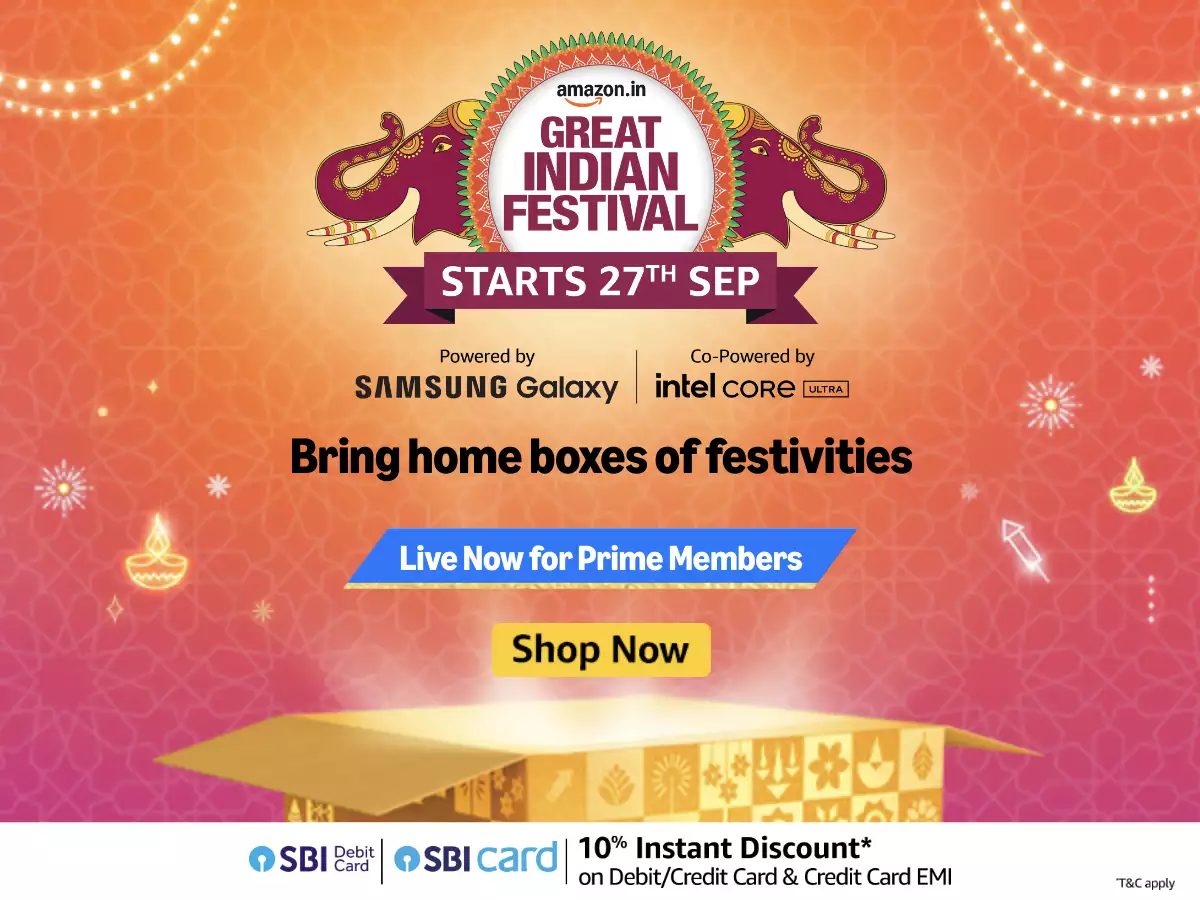 amazon.in
GREAT
INDIAN
FESTIVAL
STARTS 27TH SEP
Powered by
SAMSUNG Galaxy
Co-Powered by
intel CORE ULTRA
Bring home boxes of festivities
Live Now for Prime Members
Shop Now
SBI Debit
Card
SBI card
10% Instant Discount*
on Debit/Credit Card & Credit Card EMI
*T&C apply